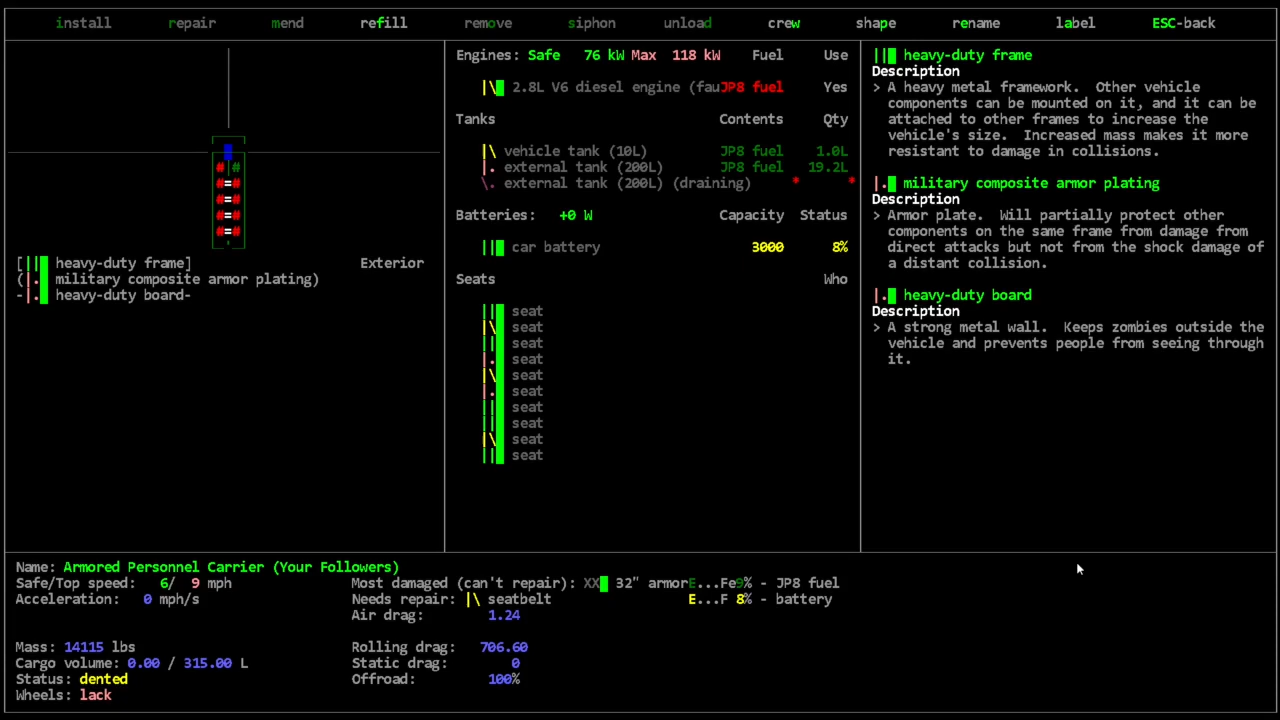 install repair mend refill remove siphon unload crew shape rename label ESC-back
Engines: Safe 76 kW Max 118 kW Fuel Use
|\ 2.8L V6 diesel engine (fauJP8 fuel Yes
Tanks Contents Qty
|\ vehicle tank (10L) JP8 fuel 1.0L
|. external tank (200L) JP8 fuel 19.2L
\. external tank (200L) (draining) * *
Batteries: +0 W Capacity Status
|| car battery 3000 8%
Seats Who
|| seat
|\ seat
|| seat
|. seat
|\ seat
|. seat
|| seat
|| seat
|\ seat
|| seat
# #
#=#
#=#
#=#
#=#
[|| heavy-duty frame] Exterior
(|. military composite armor plating)
-|. heavy-duty board-
|| heavy-duty frame
Description
> A heavy metal framework. Other vehicle
components can be mounted on it, and it can be
attached to other frames to increase the
vehicle's size. Increased mass makes it more
resistant to damage in collisions.
|. military composite armor plating
Description
> Armor plate. Will partially protect other
components on the same frame from damage from
direct attacks but not from the shock damage of
a distant collision.
|. heavy-duty board
Description
> A strong metal wall. Keeps zombies outside the
vehicle and prevents people from seeing through
it.
Name: Armored Personnel Carrier (Your Followers)
Safe/Top speed: 6/ 9 mph
Acceleration: 0 mph/s
Mass: 14115 lbs
Cargo volume: 0.00 / 315.00 L
Status: dented
Wheels: lack
Most damaged (can't repair): XX 32" armorE...Fe9% - JP8 fuel
Needs repair: |\ seatbelt E...F 8% - battery
Air drag: 1.24
Rolling drag: 706.60
Static drag: 0
Offroad: 100%